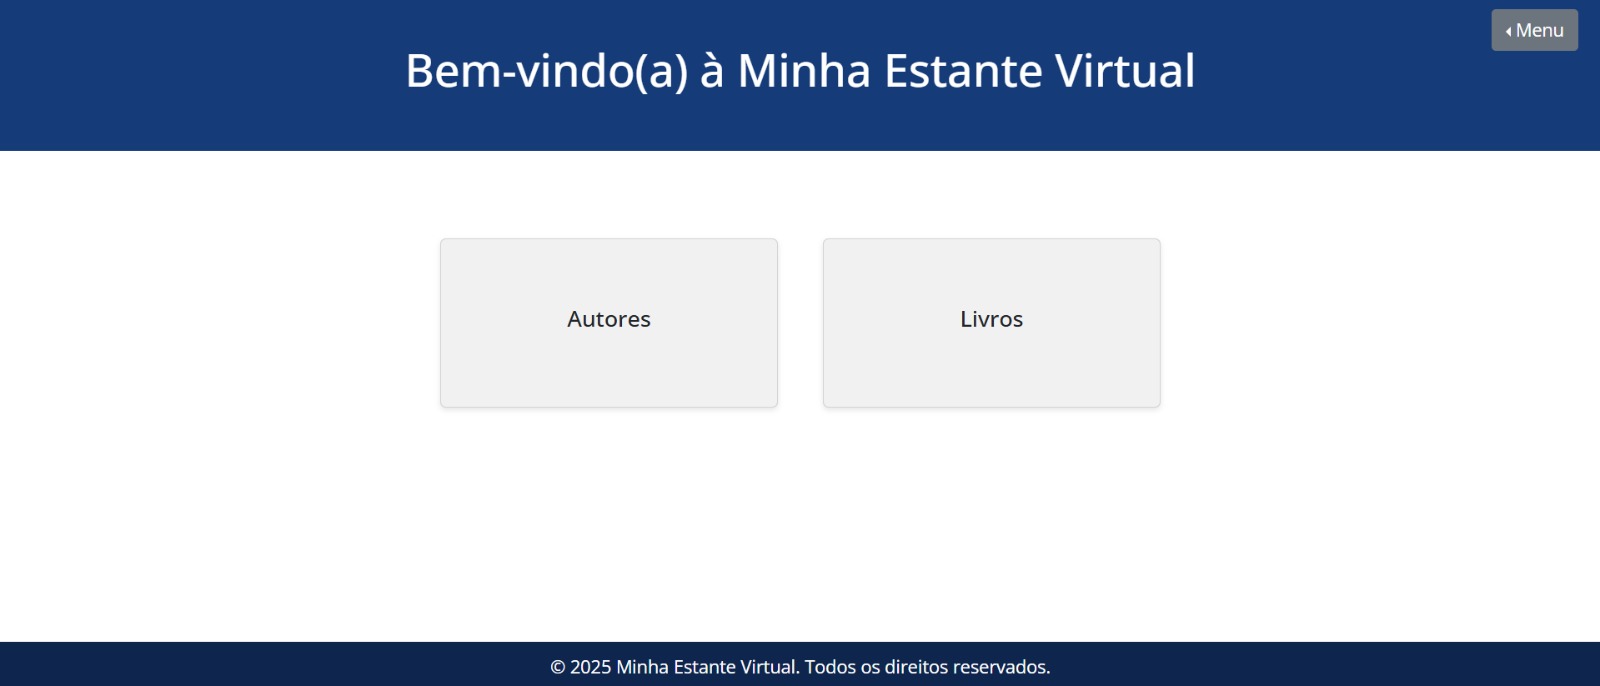 Menu
Bem-vindo(a) à Minha Estante Virtual
Autores
Livros
© 2025 Minha Estante Virtual. Todos os direitos reservados.